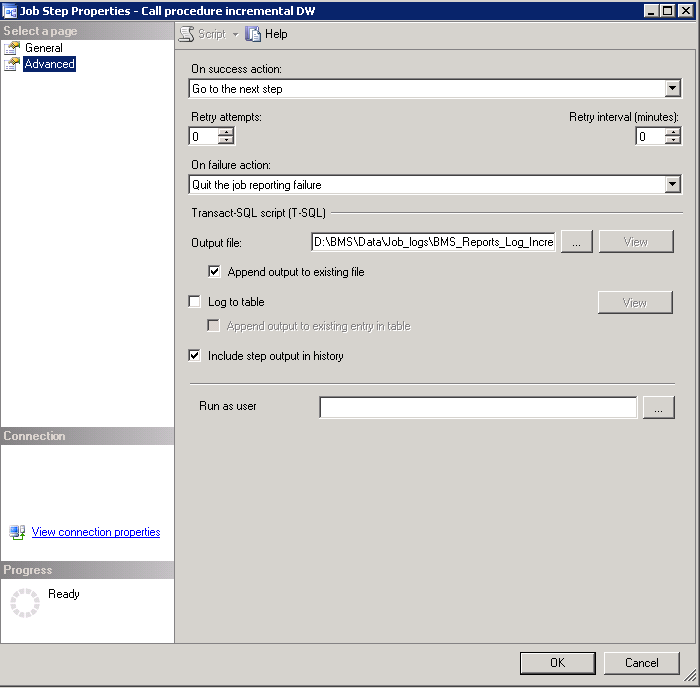 Job Step Properties - Call procedure incremental DW
Select a page
General
Advanced
Script
Help
On success action:
Go to the next step
Retry attempts:
Retry interval (minutes):
0
0
On failure action:
Quit the job reporting failure
Transact-SQL script (T-SQL)
Output file:
D:\BMS\Data\Job_logs\BMS_Reports_Log_Incre
...
View
Append output to existing file
Log to table
View
Append output to existing entry in table
Include step output in history
Run as user
...
Connection
View connection properties
Progress
Ready
OK
Cancel